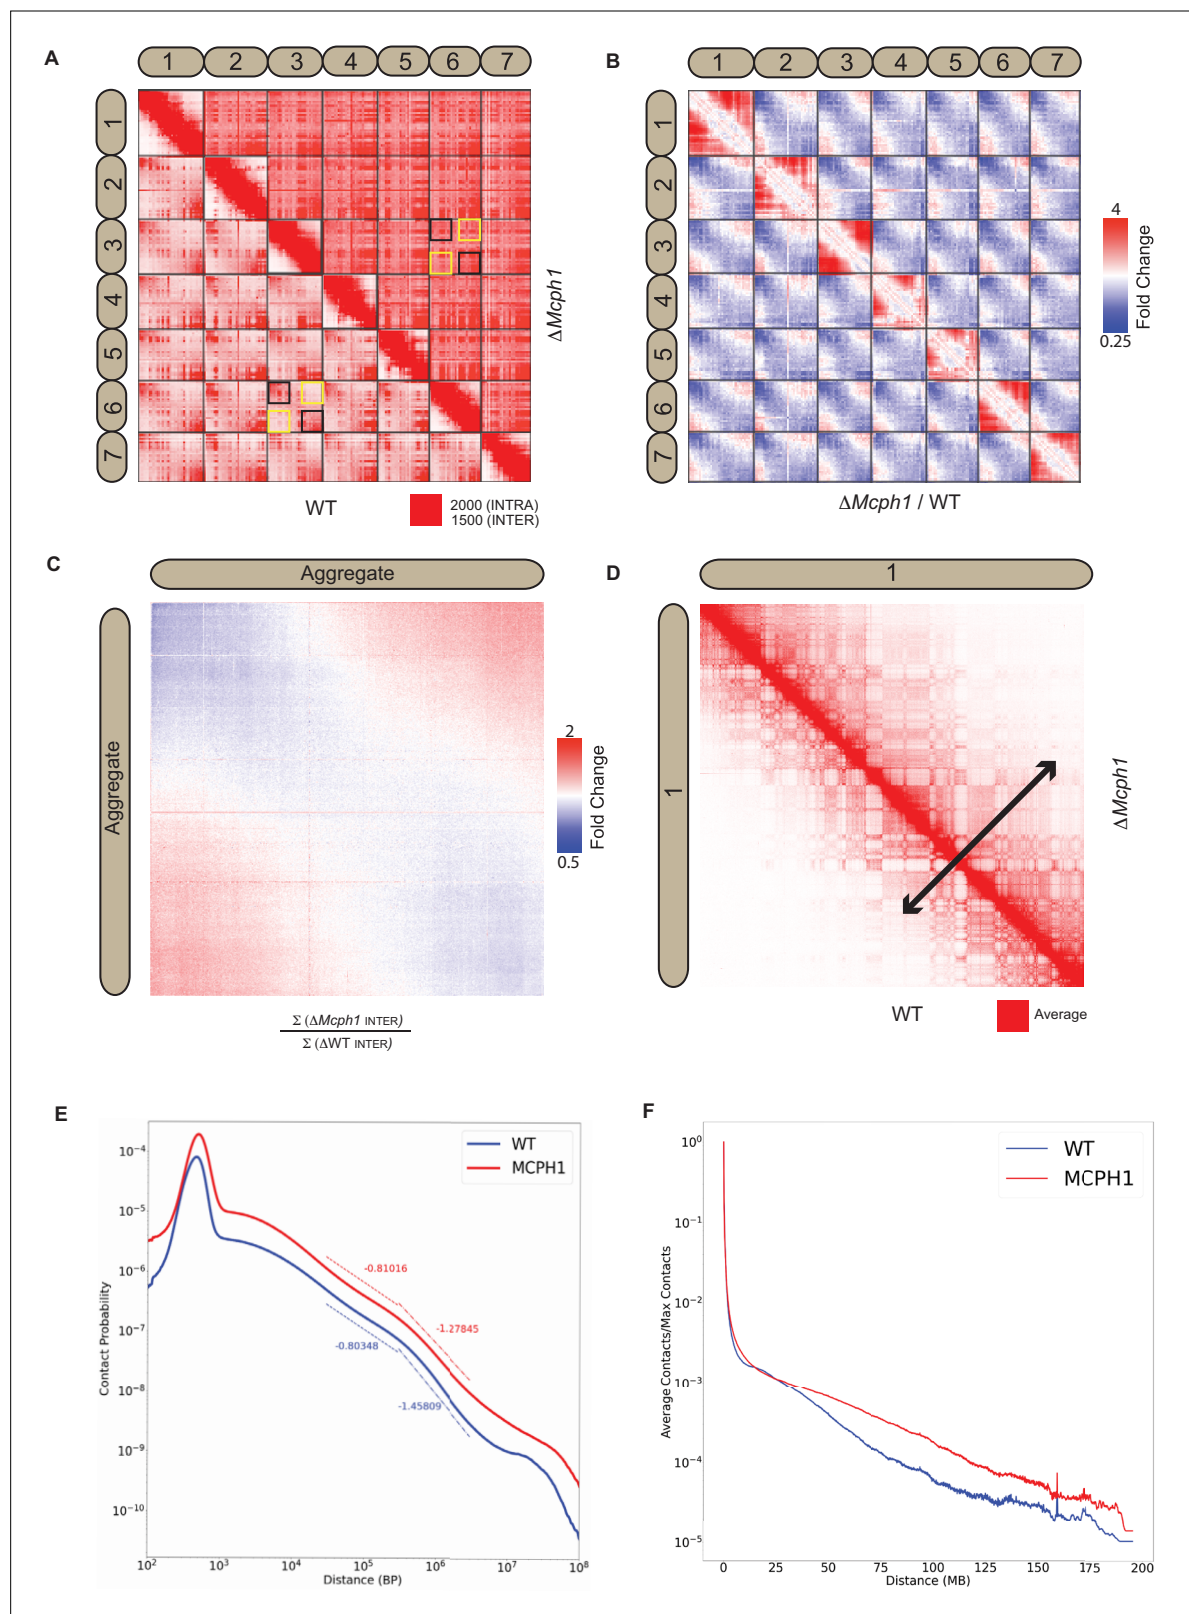 A
1 2 3 4 5 6 7
1
2
3
4
5
6
7
WT
ΔMcph1
2000 (INTRA)
1500 (INTER)
B
1 2 3 4 5 6 7
1
2
3
4
5
6
7
4
Fold Change
0.25
ΔMcph1 / WT
C
Aggregate
Aggregate
2
Fold Change
0.5
Σ (ΔMcph1 INTER)
Σ (ΔWT INTER)
D
1
1
ΔMcph1
WT
Average
E
WT
MCPH1
Contact Probability
10⁻⁴
10⁻⁵
10⁻⁶
10⁻⁷
10⁻⁸
10⁻⁹
10⁻¹⁰
-0.81016
-1.27845
-0.80348
-1.45809
10² 10³ 10⁴ 10⁵ 10⁶ 10⁷ 10⁸
Distance (BP)
F
WT
MCPH1
Average Contacts/Max Contacts
10⁰
10⁻¹
10⁻²
10⁻³
10⁻⁴
10⁻⁵
0 25 50 75 100 125 150 175 200
Distance (MB)